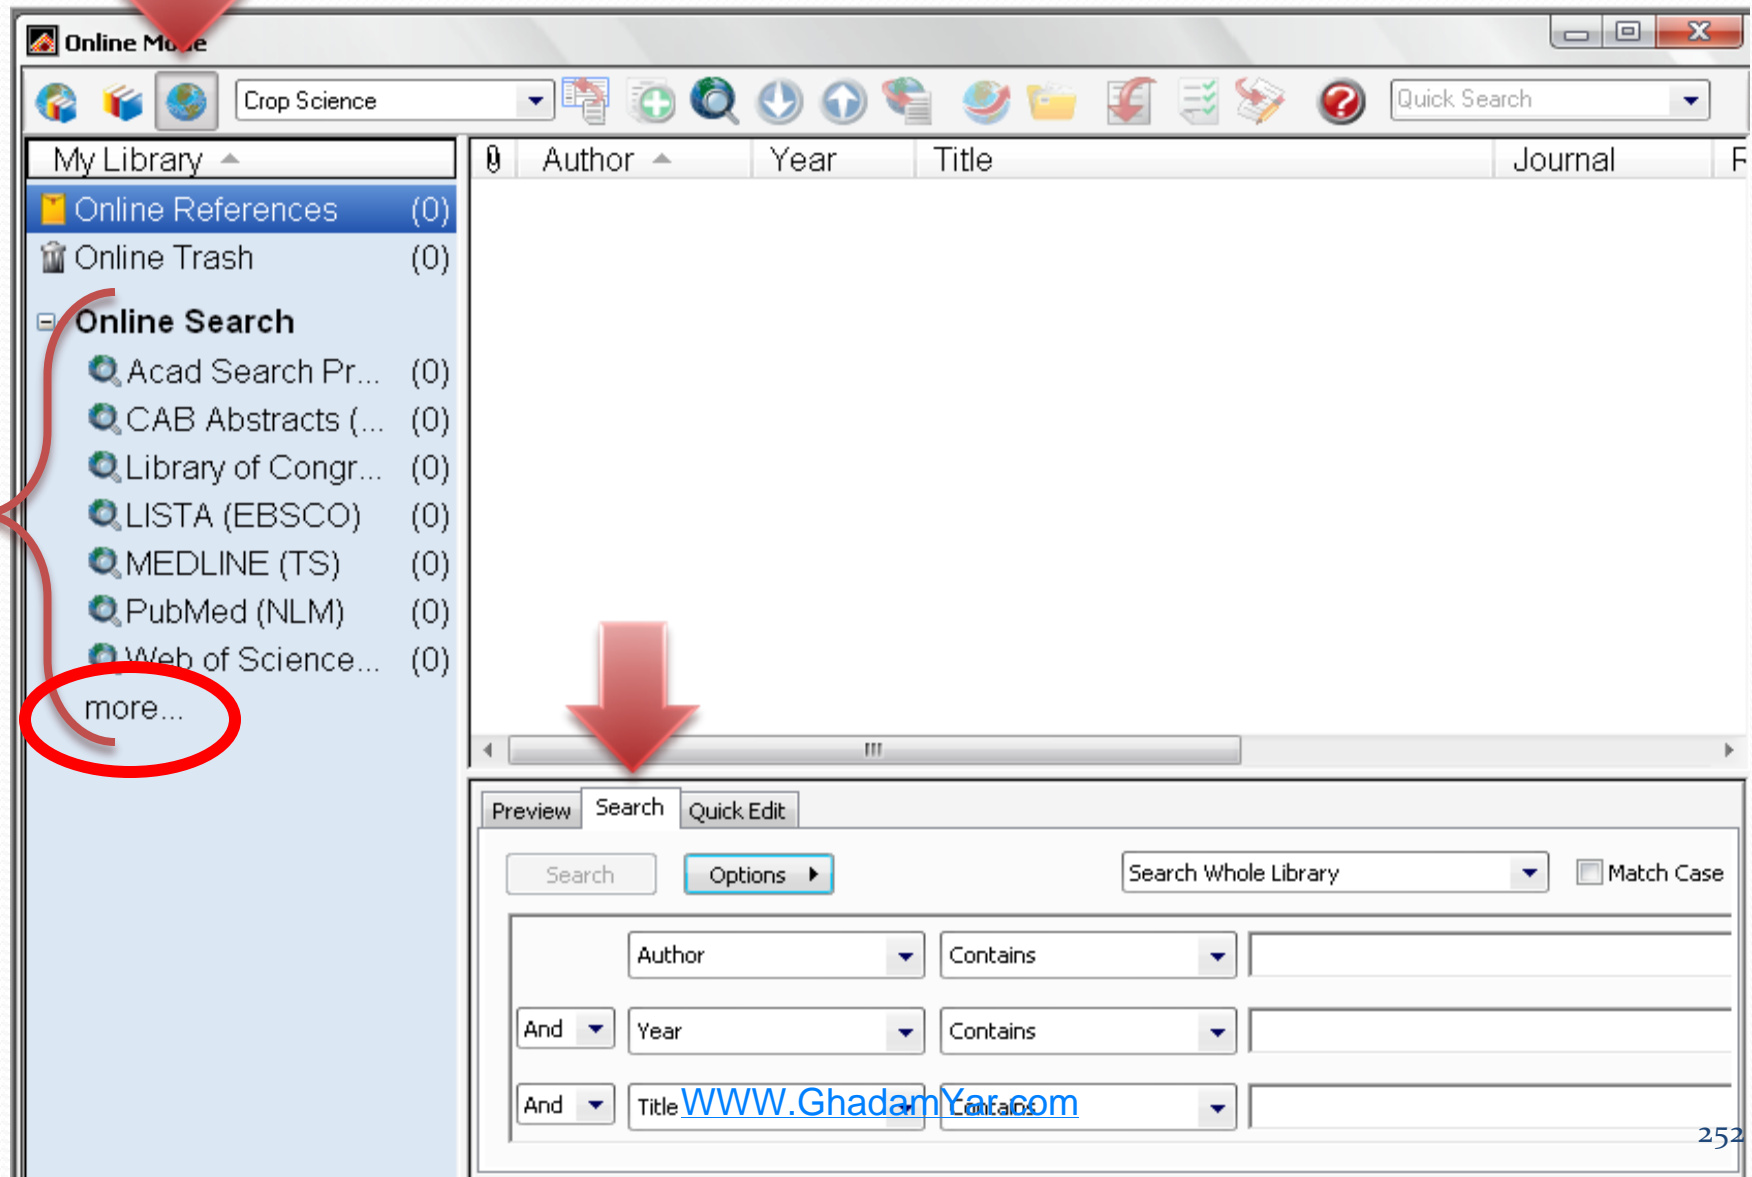 Online Mode
Crop Science
Quick Search
My Library
Author Year Title Journal
Online References (0)
Online Trash (0)
Online Search
Acad Search Pr... (0)
CAB Abstracts (... (0)
Library of Congr... (0)
LISTA (EBSCO) (0)
MEDLINE (TS) (0)
PubMed (NLM) (0)
Web of Science... (0)
more...
Preview Search Quick Edit
Search Options Search Whole Library Match Case
Author Contains
And Year Contains
And Title Contains
WWW.GhadamYar.com
252